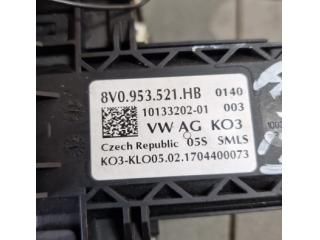 8V0.953.521.HB 0140
10133202-01 003
VW AG KO3
Czech Republic 05S SMLS
KO3-KLO05.02.1704400073